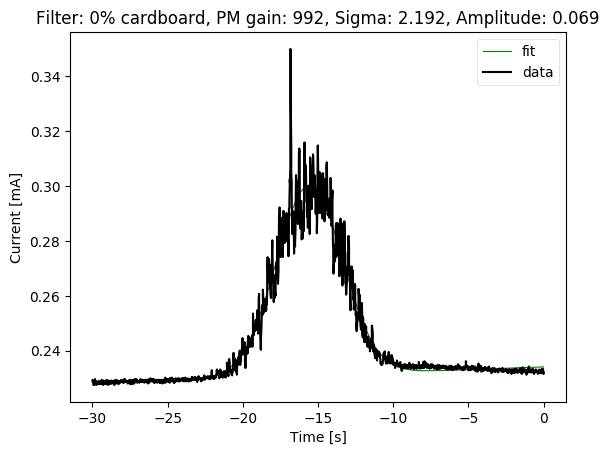 Filter: 0% cardboard, PM gain: 992, Sigma: 2.192, Amplitude: 0.069
fit
data
0.34
0.32
0.30
0.28
0.26
0.24
Current [mA]
−30 −25 −20 −15 −10 −5 0
Time [s]